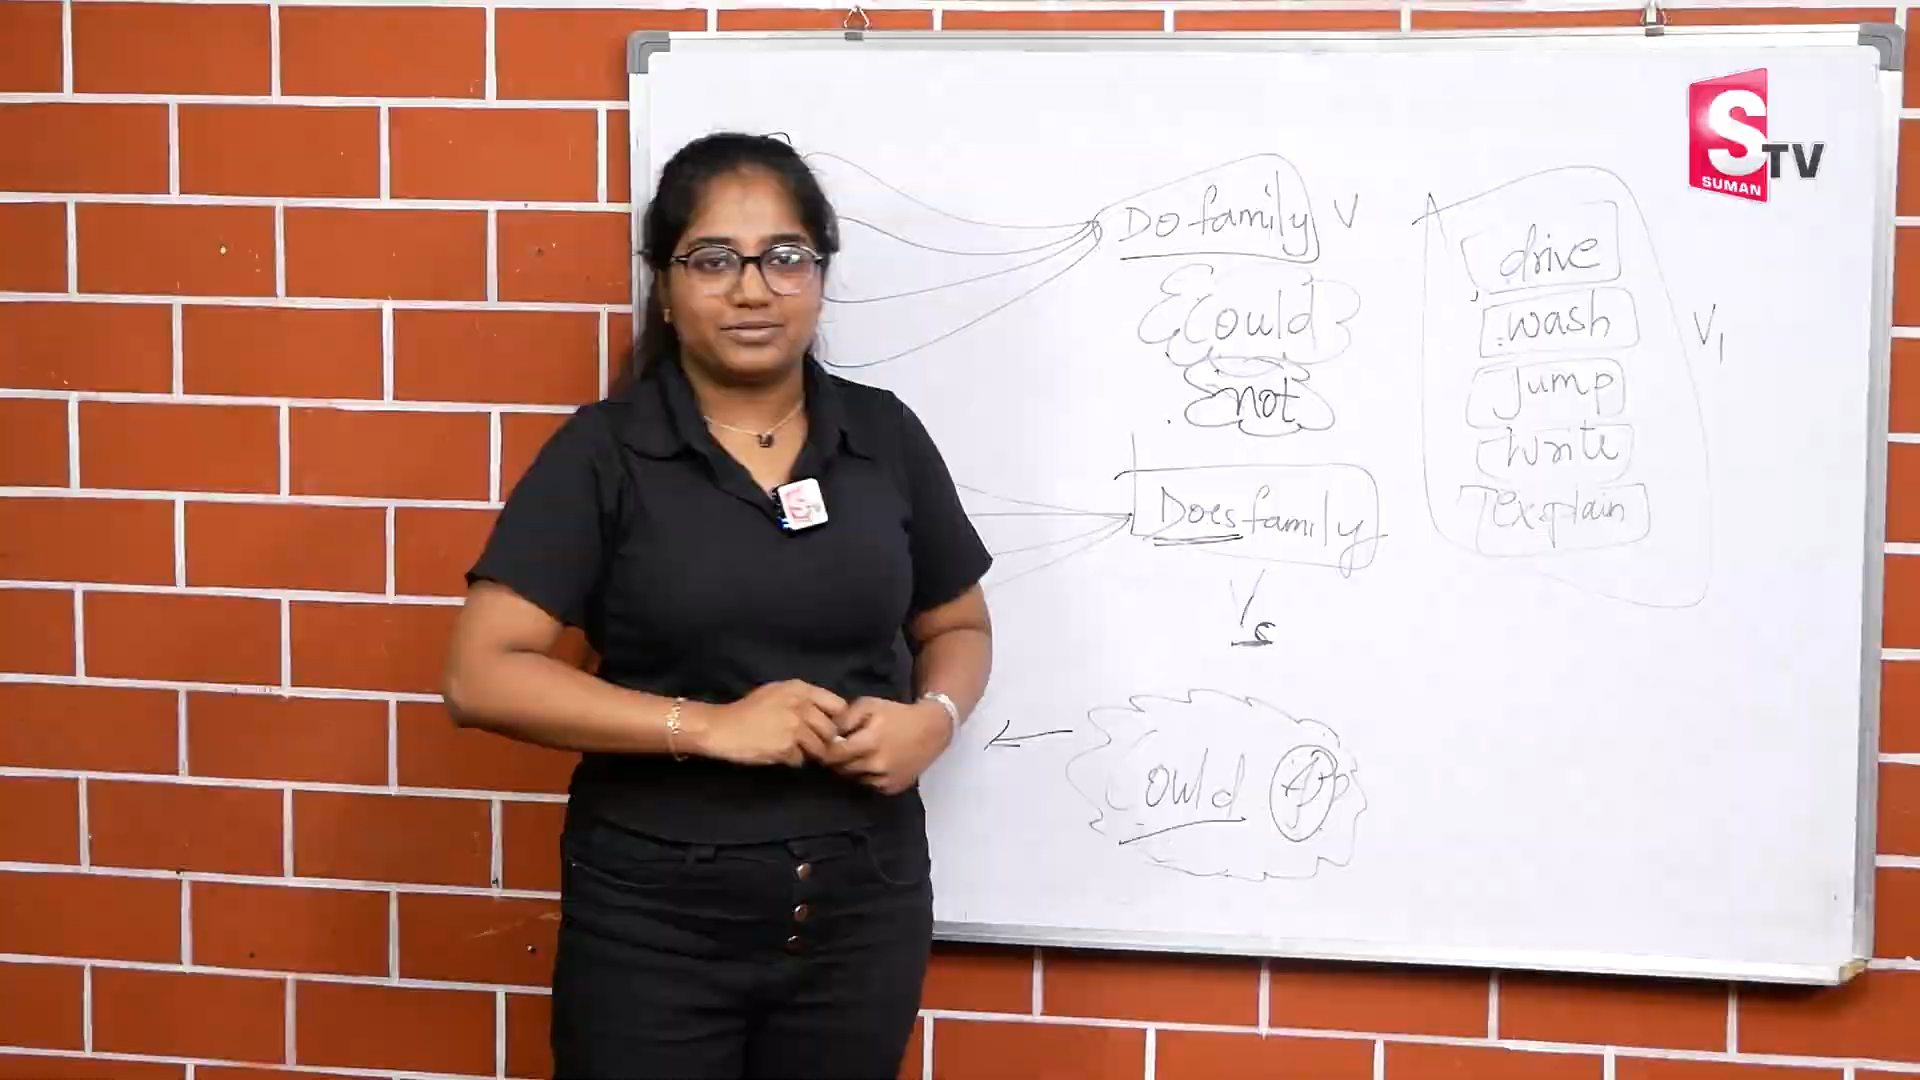 S TV
SUMAN
Do family V
Could
not
Does family
Vs
Could
drive
wash
Jump
Write
explain
V1